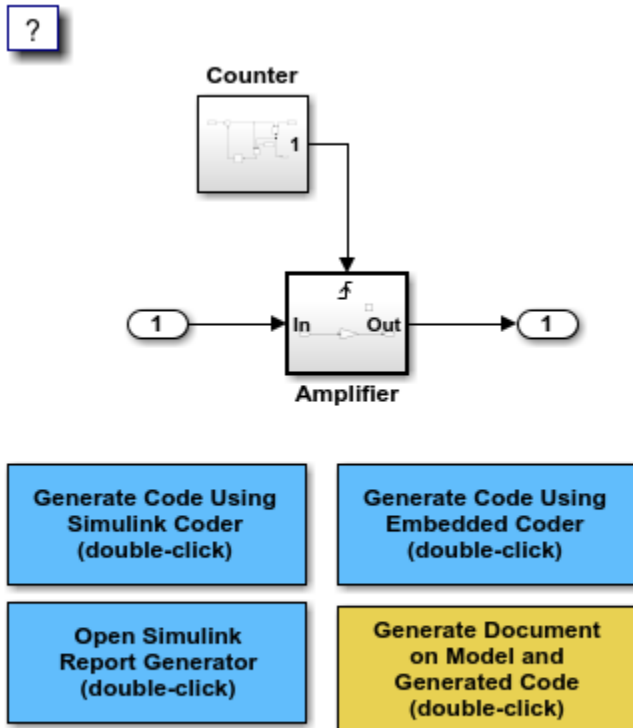 ?
Counter
1
1
In
Out
1
Amplifier
Generate Code Using
Simulink Coder
(double-click)
Generate Code Using
Embedded Coder
(double-click)
Open Simulink
Report Generator
(double-click)
Generate Document
on Model and
Generated Code
(double-click)